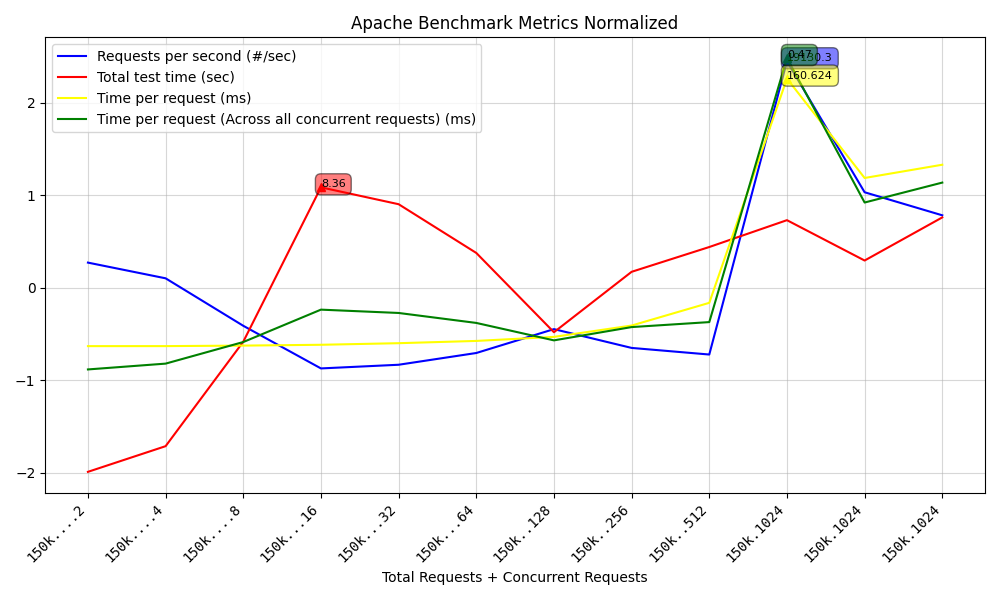 Apache Benchmark Metrics Normalized
Requests per second (#/sec)
Total test time (sec)
Time per request (ms)
Time per request (Across all concurrent requests) (ms)
0.47
160.624
8.36
2
1
0
−1
−2
150k....2
150k....4
150k....8
150k...16
150k...32
150k...64
150k..128
150k..256
150k..512
150k.1024
150k.1024
150k.1024
Total Requests + Concurrent Requests